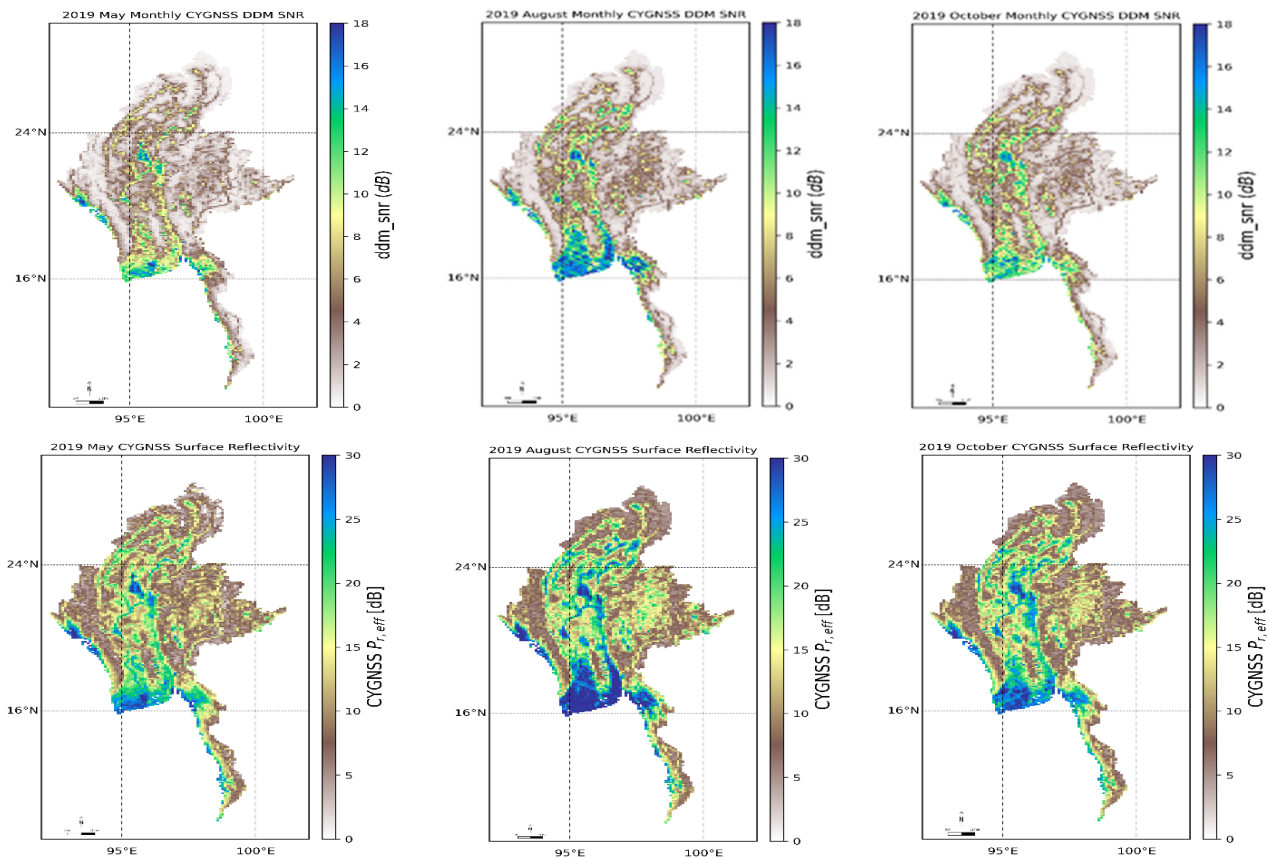 2019 May Monthly CYGNSS DDM SNR
18
16
14
12
10
8
6
4
2
0
ddm_snr (dB)
24°N
16°N
95°E
100°E
N
2019 August Monthly CYGNSS DDM SNR
18
16
14
12
10
8
6
4
2
0
ddm_snr (dB)
24°N
16°N
95°E
100°E
N
2019 October Monthly CYGNSS DDM SNR
18
16
14
12
10
8
6
4
2
0
ddm_snr (dB)
24°N
16°N
95°E
100°E
N
2019 May CYGNSS Surface Reflectivity
30
25
20
15
10
5
0
CYGNSS Pr,eff [dB]
24°N
16°N
95°E
100°E
N
2019 August CYGNSS Surface Reflectivity
30
25
20
15
10
5
0
CYGNSS Pr,eff [dB]
24°N
16°N
95°E
100°E
N
2019 October CYGNSS Surface Reflectivity
30
25
20
15
10
5
0
CYGNSS Pr,eff [dB]
24°N
16°N
95°E
100°E
N